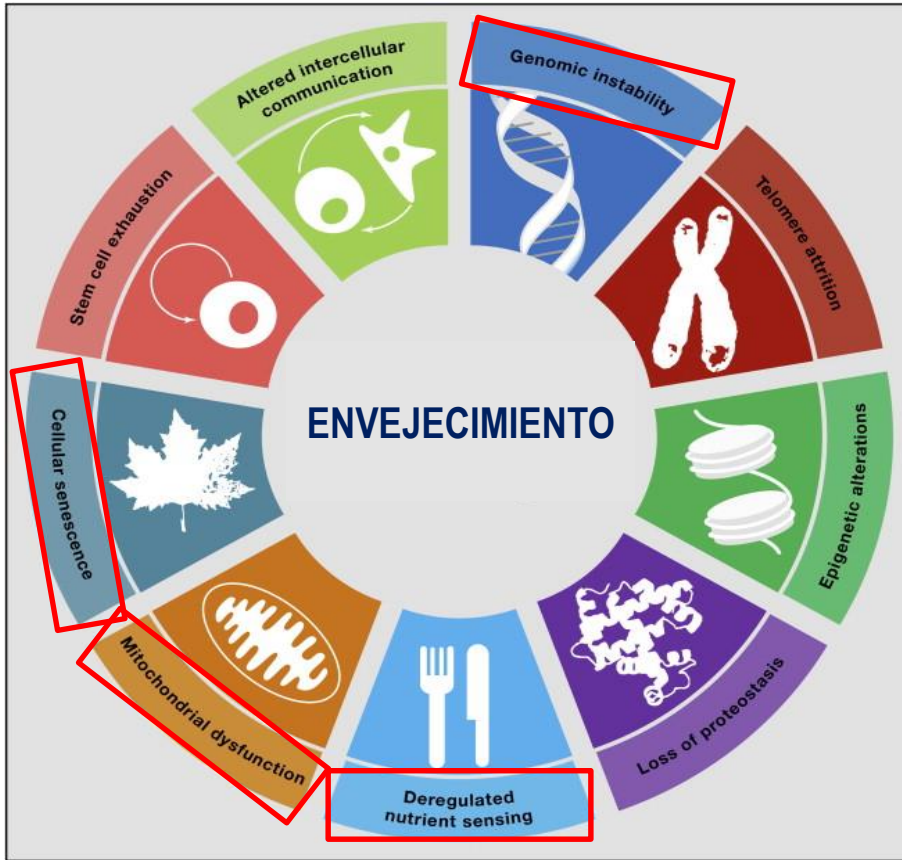 Altered intercellular
communication
Genomic instability
Telomere attrition
Epigenetic alterations
Loss of proteostasis
Deregulated
nutrient sensing
Mitochondrial dysfunction
Cellular senescence
Stem cell exhaustion
ENVEJECIMIENTO